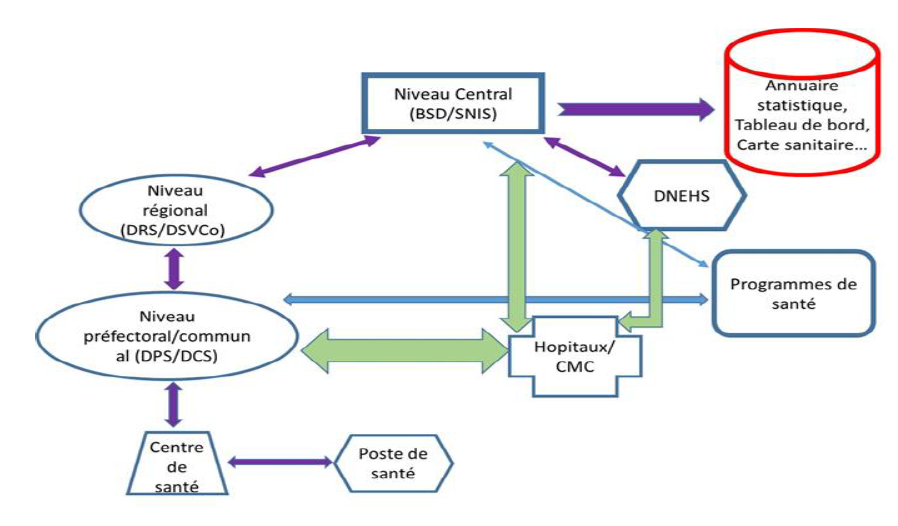 Niveau Central
(BSD/SNIS)
Annuaire
statistique,
Tableau de bord,
Carte sanitaire...
Niveau
régional
(DRS/DSVCo)
DNEHS
Programmes de
santé
Niveau
préfectoral/commun
al (DPS/DCS)
Hopitaux/
CMC
Centre
de
santé
Poste de
santé